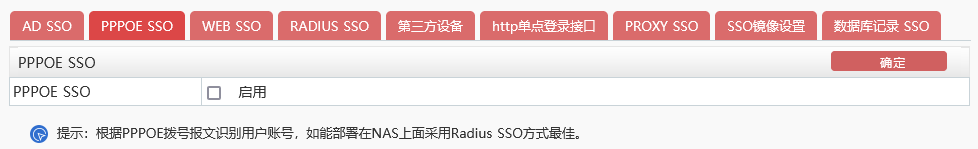 AD SSO PPPOE SSO WEB SSO RADIUS SSO 第三方设备 http单点登录接口 PROXY SSO SSO镜像设置 数据库记录 SSO
PPPOE SSO 确定
PPPOE SSO 启用
提示：根据PPPOE拨号报文识别用户账号，如能部署在NAS上面采用Radius SSO方式最佳。